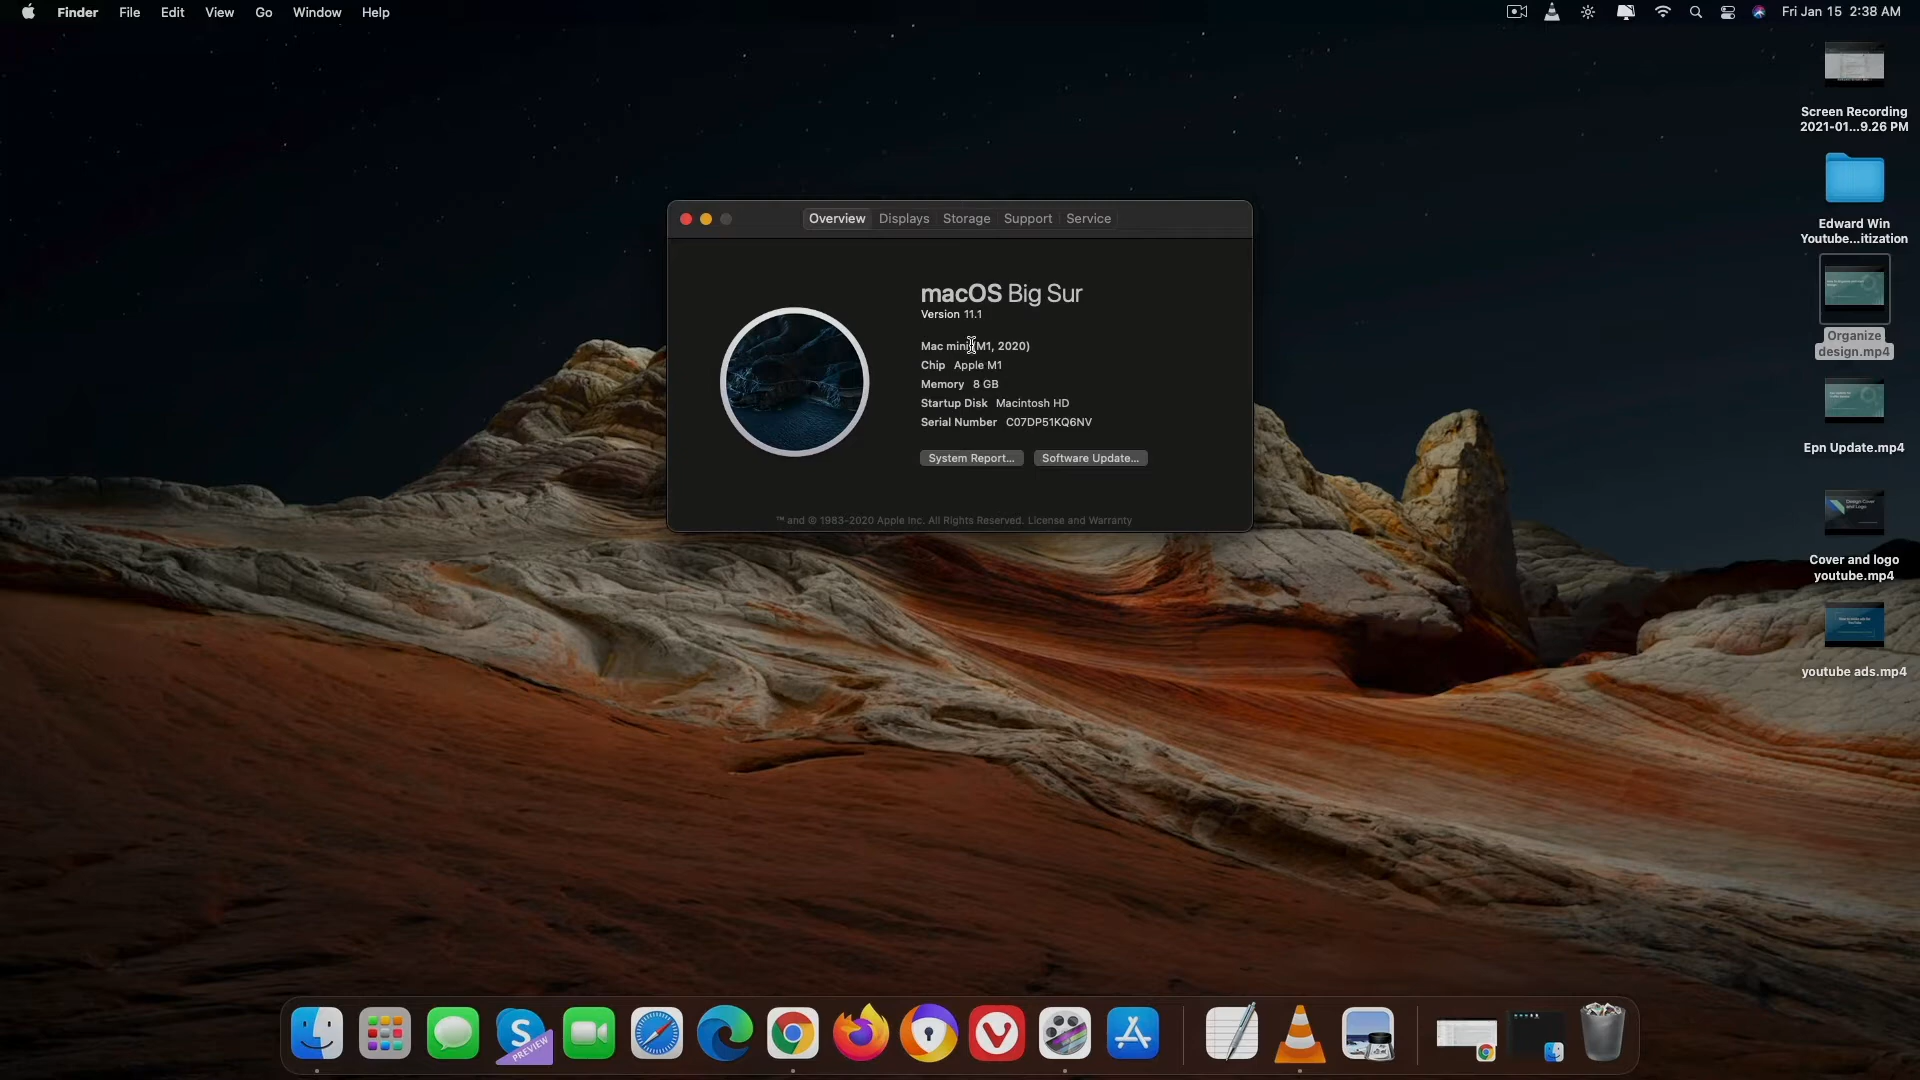 Finder File Edit View Go Window Help
Fri Jan 15 2:38 AM
Overview Displays Storage Support Service
macOS Big Sur
Version 11.1
Mac mini (M1, 2020)
Chip Apple M1
Memory 8 GB
Startup Disk Macintosh HD
Serial Number C07DP51KQ6NV
System Report... Software Update...
™ and © 1983-2020 Apple Inc. All Rights Reserved. License and Warranty
Screen Recording
2021-01...9.26 PM
Edward Win
Youtube...itization
Organize
design.mp4
Epn Update.mp4
Cover and logo
youtube.mp4
youtube ads.mp4
S
PREVIEW